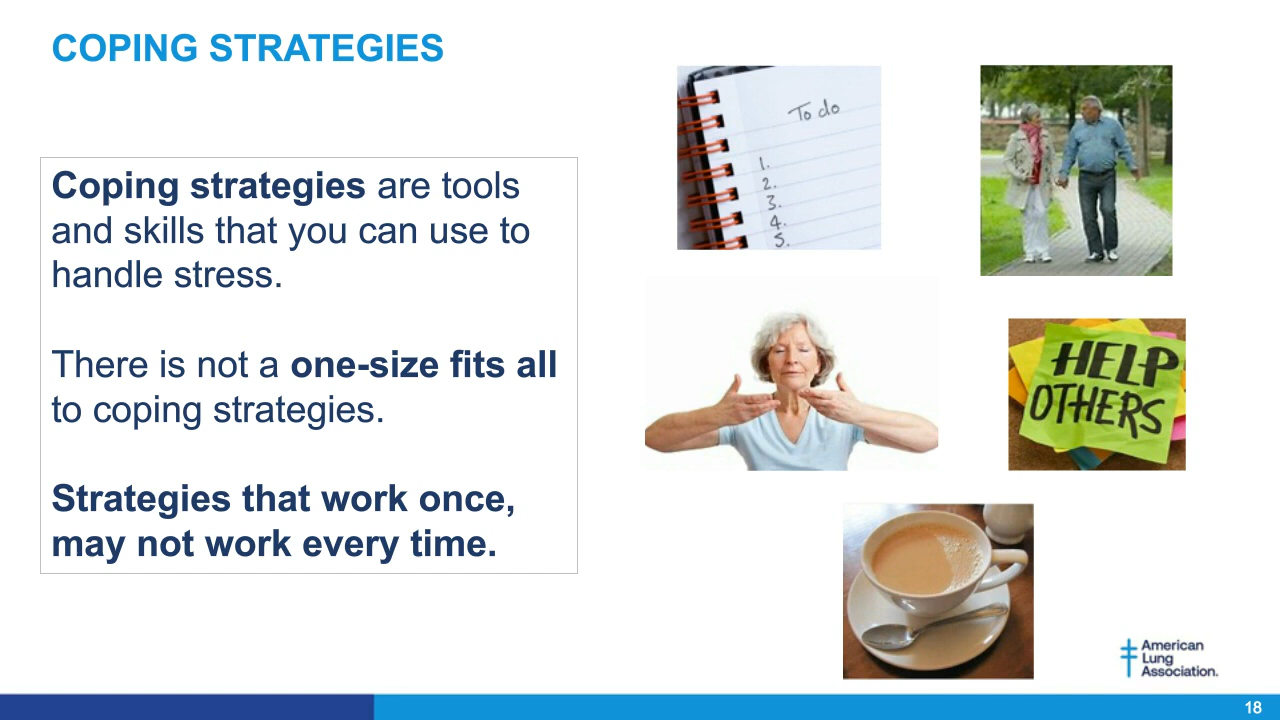 COPING STRATEGIES
Coping strategies are tools
and skills that you can use to
handle stress.
There is not a one-size fits all
to coping strategies.
Strategies that work once,
may not work every time.
To do
1.
2.
3.
4.
5.
HELP
OTHERS
American
Lung
Association.
18